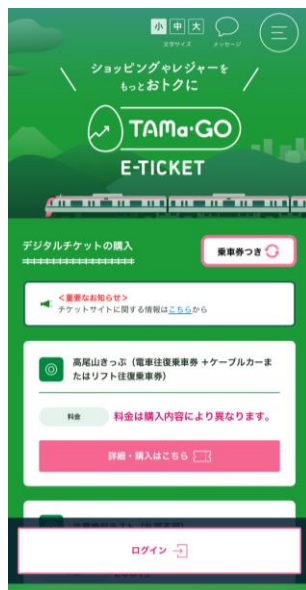 小 中 大
文字サイズ メッセージ
ショッピングやレジャーを
もっとおトクに
TAMa・GO
E-TICKET
デジタルチケットの購入
乗車券つき
<重要なお知らせ>
チケットサイトに関する情報はこちらから
高尾山きっぷ（電車往復乗車券 +ケーブルカーま
たはリフト往復乗車券）
料金 料金は購入内容により異なります。
詳細・購入はこちら
ログイン